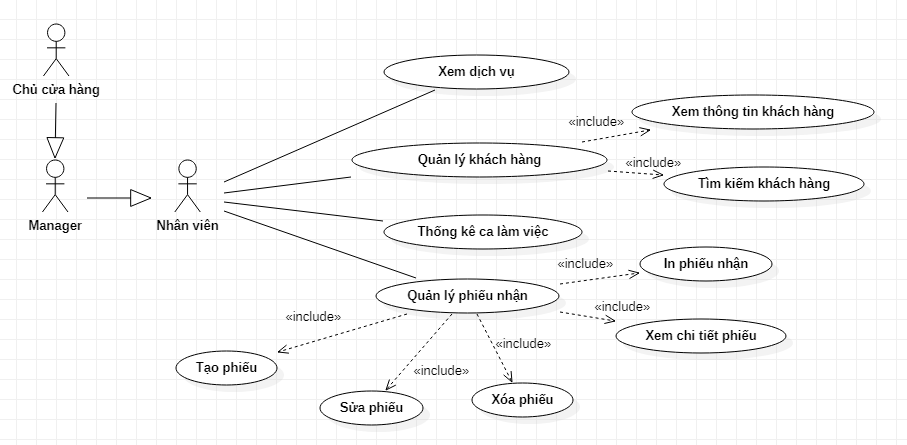 Chủ cửa hàng
Xem dịch vụ
«include»
Xem thông tin khách hàng
Quản lý khách hàng
«include»
Tìm kiếm khách hàng
Manager
Nhân viên
Thống kê ca làm việc
«include»
In phiếu nhận
Quản lý phiếu nhận
«include»
«include»
Xem chi tiết phiếu
«include»
Tạo phiếu
«include»
Sửa phiếu
Xóa phiếu